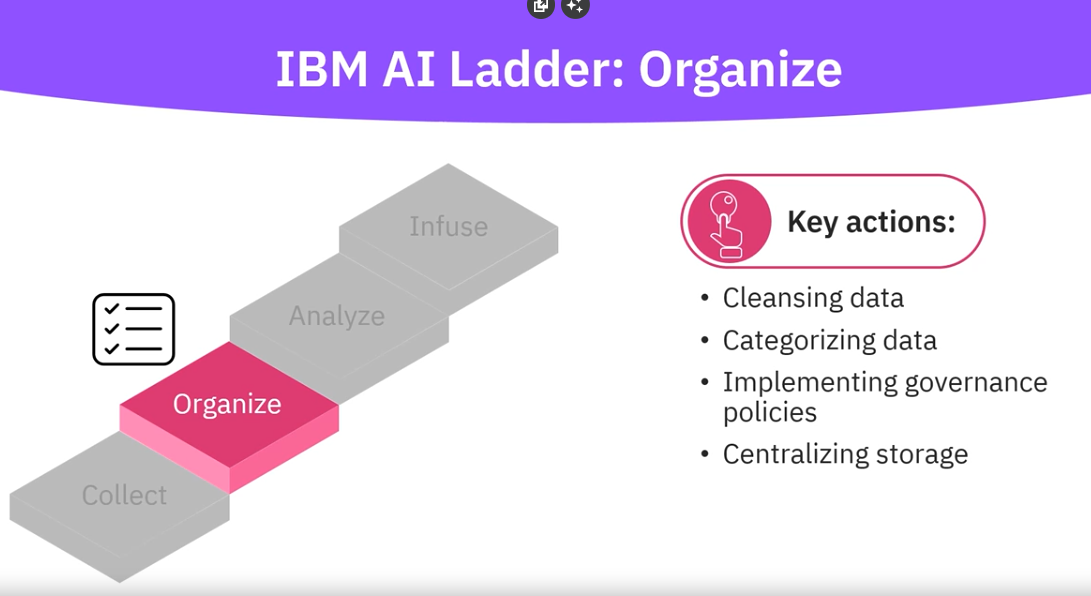 IBM AI Ladder: Organize
Infuse
Analyze
Organize
Collect
Key actions:
• Cleansing data
• Categorizing data
• Implementing governance
policies
• Centralizing storage